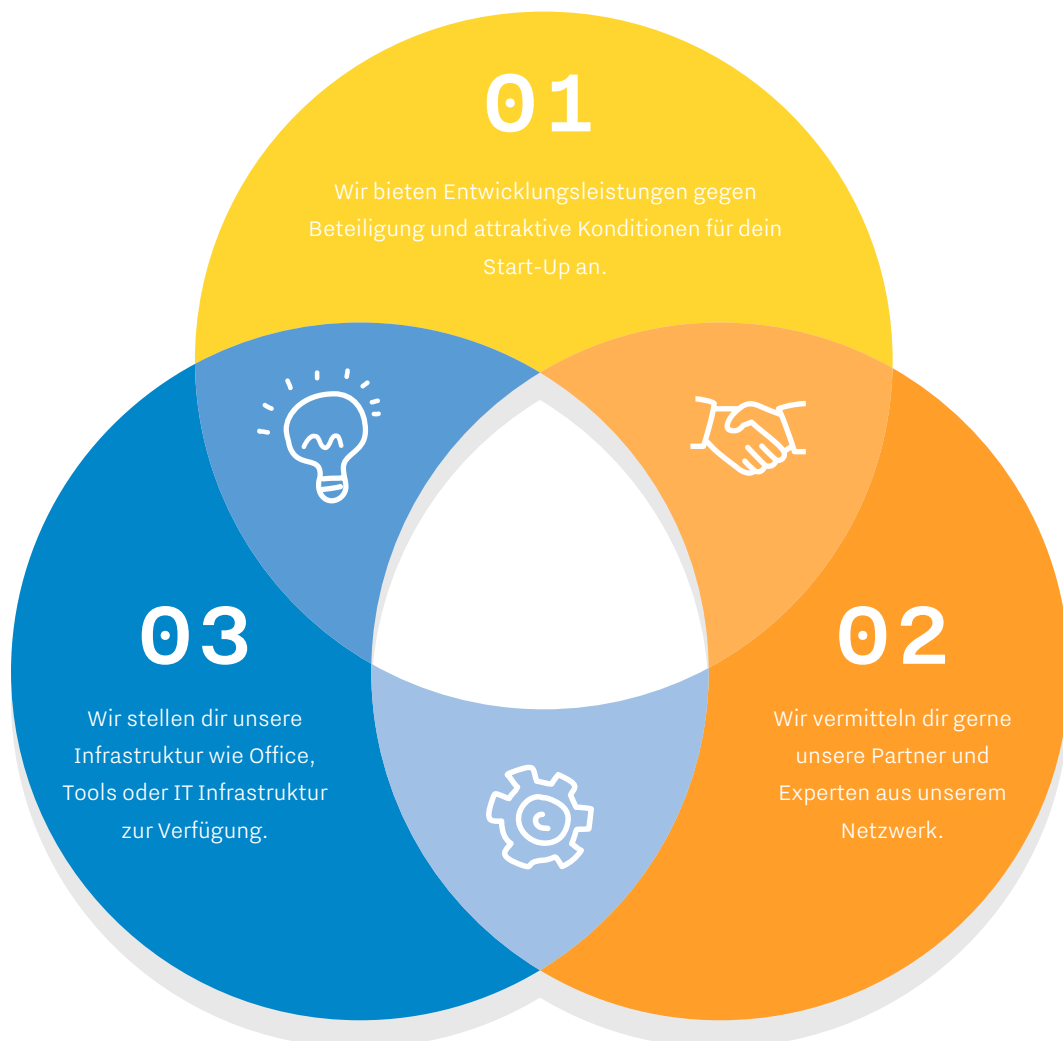 01
Wir bieten Entwicklungsleistungen gegen
Beteiligung und attraktive Konditionen für dein
Start-Up an.
03
Wir stellen dir unsere
Infrastruktur wie Office,
Tools oder IT Infrastruktur
zur Verfügung.
02
Wir vermitteln dir gerne
unsere Partner und
Experten aus unserem
Netzwerk.